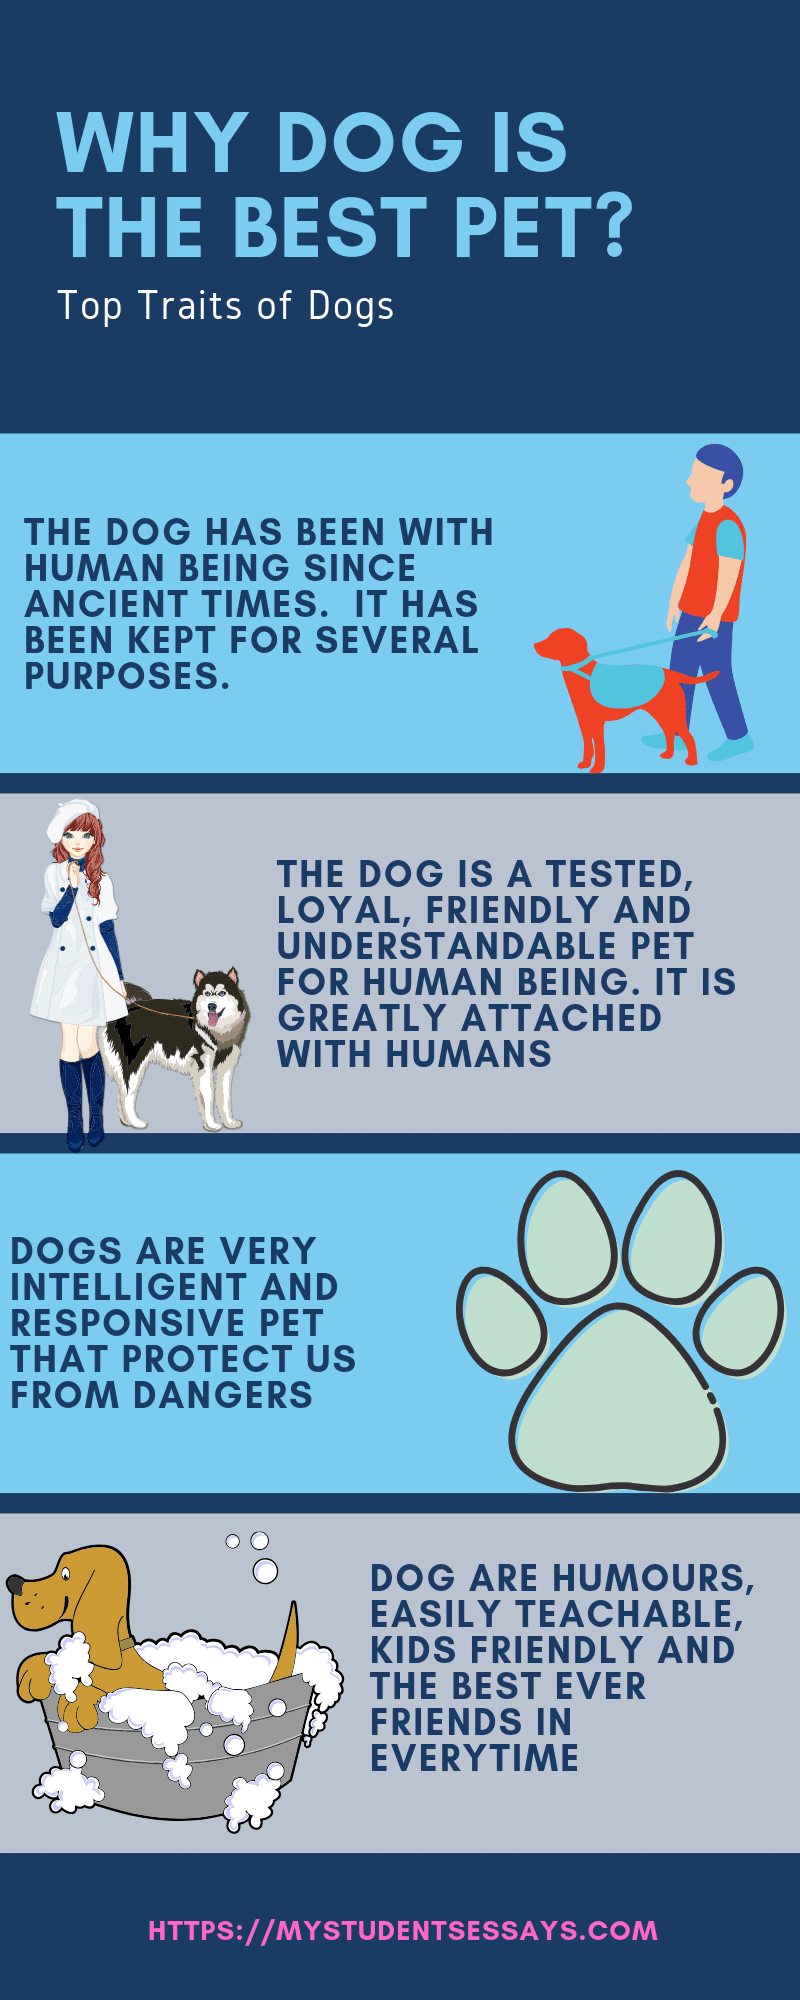 WHY DOG IS
THE BEST PET?
Top Traits of Dogs
THE DOG HAS BEEN WITH
HUMAN BEING SINCE
ANCIENT TIMES.  IT HAS
BEEN KEPT FOR SEVERAL
PURPOSES.
THE DOG IS A TESTED,
LOYAL, FRIENDLY AND
UNDERSTANDABLE PET
FOR HUMAN BEING. IT IS
GREATLY ATTACHED
WITH HUMANS
DOGS ARE VERY
INTELLIGENT AND
RESPONSIVE PET
THAT PROTECT US
FROM DANGERS
DOG ARE HUMOURS,
EASILY TEACHABLE,
KIDS FRIENDLY AND
THE BEST EVER
FRIENDS IN
EVERYTIME
HTTPS://MYSTUDENTSESSAYS.COM